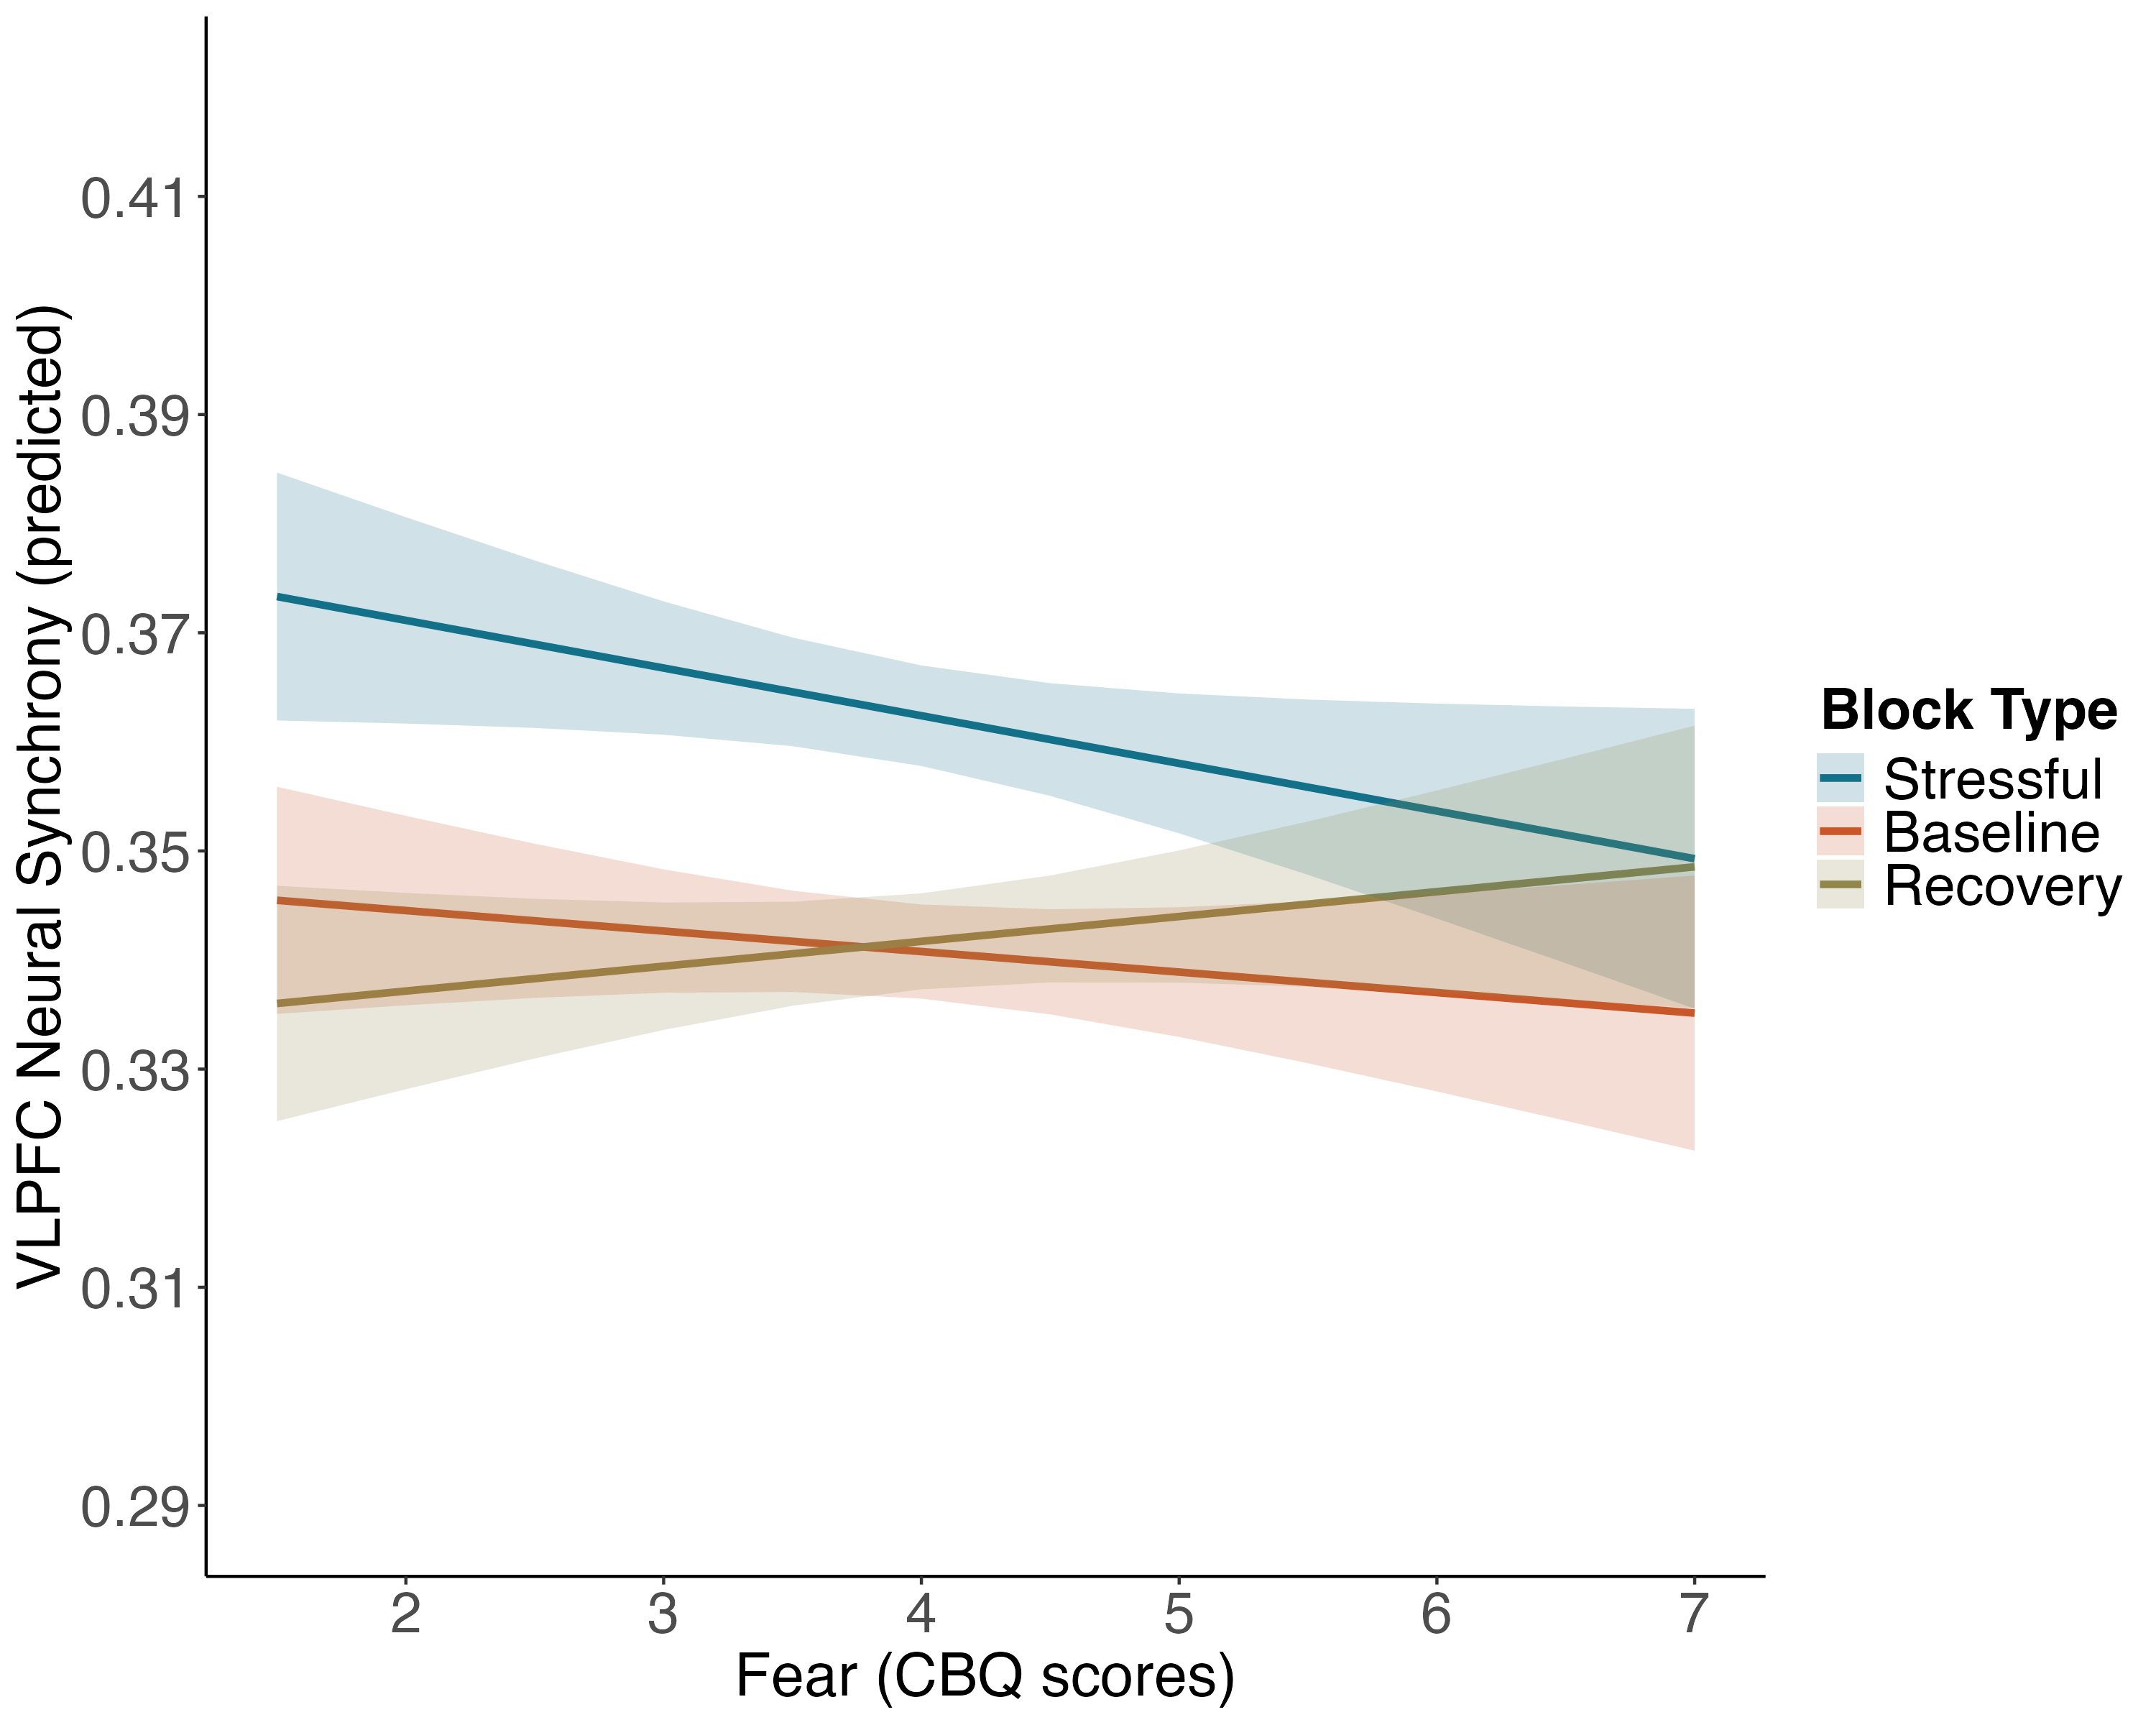 VLPFC Neural Synchrony (predicted)
0.41
0.39
0.37
0.35
0.33
0.31
0.29
2 3 4 5 6 7
Fear (CBQ scores)
Block Type
Stressful
Baseline
Recovery